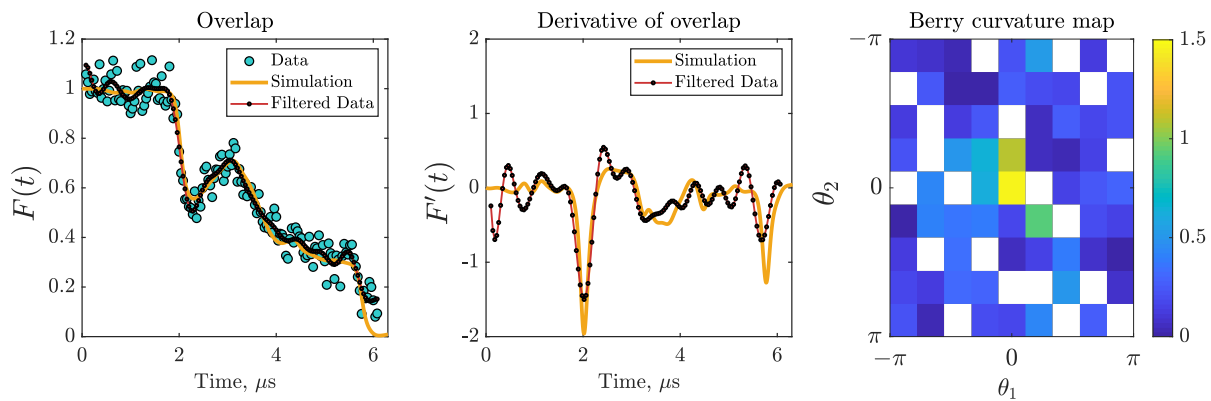 Overlap
1.2
1
0.8
0.6
0.4
0.2
0
0 2 4 6
F(t)
Time, μs
Data
Simulation
Filtered Data
Derivative of overlap
2
1
0
-1
-2
0 2 4 6
F′(t)
Time, μs
Simulation
Filtered Data
Berry curvature map
−π
0
π
θ₂
−π 0 π
θ₁
1.5
1
0.5
0